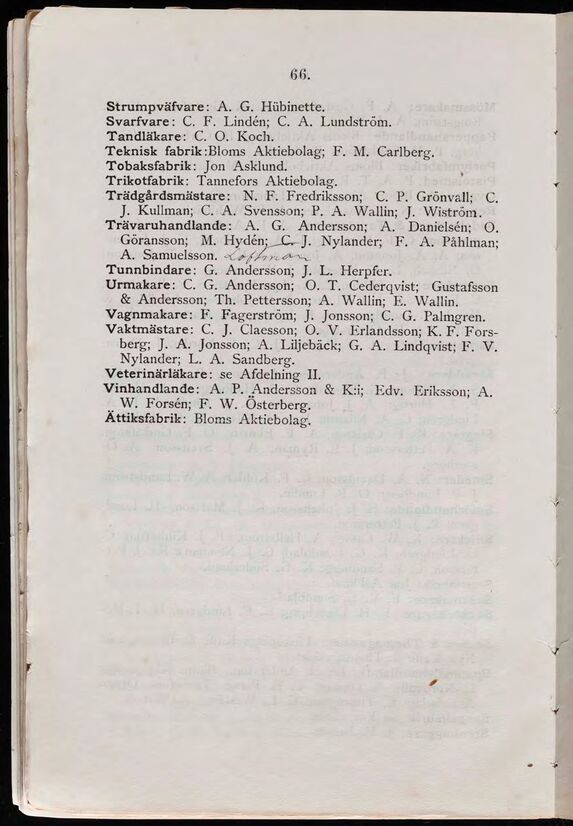 66.
Strumpväfvare: A. G. Hübinette.
Svarfvare: C. F. Lindén; C. A. Lundström.
Tandläkare: C. O. Koch.
Teknisk fabrik:Bloms Aktiebolag; F. M. Carlberg.
Tobaksfabrik: Jon Asklund.
Trikotfabrik: Tannefors Aktiebolag.
Trädgårdsmästare: N. F. Fredriksson; C. P. Grönvall; C.
J. Kullman; C. A. Svensson; P. A. Wallin; J. Wiström.
Trävaruhandlande: A. G. Andersson; A. Danielsén; O.
Göransson; M. Hydén; C. J. Nylander; F. A. Påhlman;
A. Samuelsson. Loffman
Tunnbindare: G. Andersson; J. L. Herpfer.
Urmakare: C. G. Andersson; O. T. Cederqvist; Gustafsson
& Andersson; Th. Pettersson; A. Wallin; E. Wallin.
Vagnmakare: F. Fagerström; J. Jonsson; C. G. Palmgren.
Vaktmästare: C. J. Claesson; O. V. Erlandsson; K. F. Fors-
berg; J. A. Jonsson; A. Liljebäck; G. A. Lindqvist; F. V.
Nylander; L. A. Sandberg.
Veterinärläkare: se Afdelning II.
Vinhandlande: A. P. Andersson & K:i; Edv. Eriksson; A.
W. Forsén; F. W. Österberg.
Ättiksfabrik: Bloms Aktiebolag.